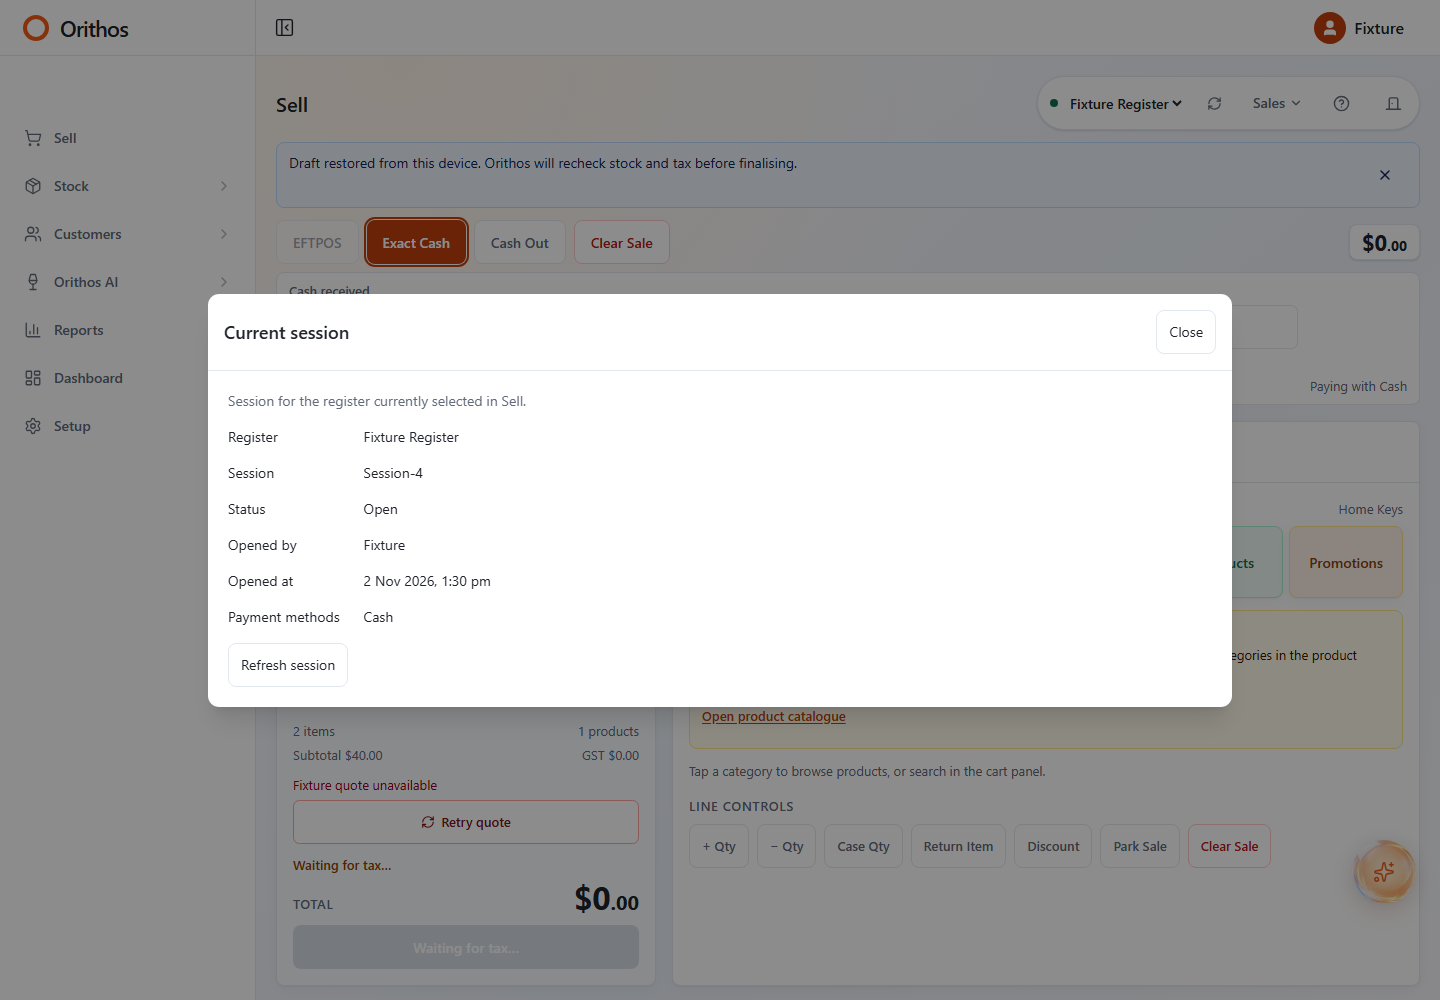 Orithos
Fixture
Sell
Stock
Customers
Orithos AI
Reports
Dashboard
Setup
Sell
Fixture Register
Sales
Draft restored from this device. Orithos will recheck stock and tax before finalising.
EFTPOS
Exact Cash
Cash Out
Clear Sale
$0.00
Cash received
Paying with Cash
Current session
Close
Session for the register currently selected in Sell.
Register Fixture Register
Session Session-4
Status Open
Opened by Fixture
Opened at 2 Nov 2026, 1:30 pm
Payment methods Cash
Refresh session
2 items 1 products
Subtotal $40.00 GST $0.00
Fixture quote unavailable
Retry quote
Waiting for tax...
TOTAL $0.00
Waiting for tax...
Home Keys
Promotions
in the product
Open product catalogue
Tap a category to browse products, or search in the cart panel.
LINE CONTROLS
+ Qty
− Qty
Case Qty
Return Item
Discount
Park Sale
Clear Sale